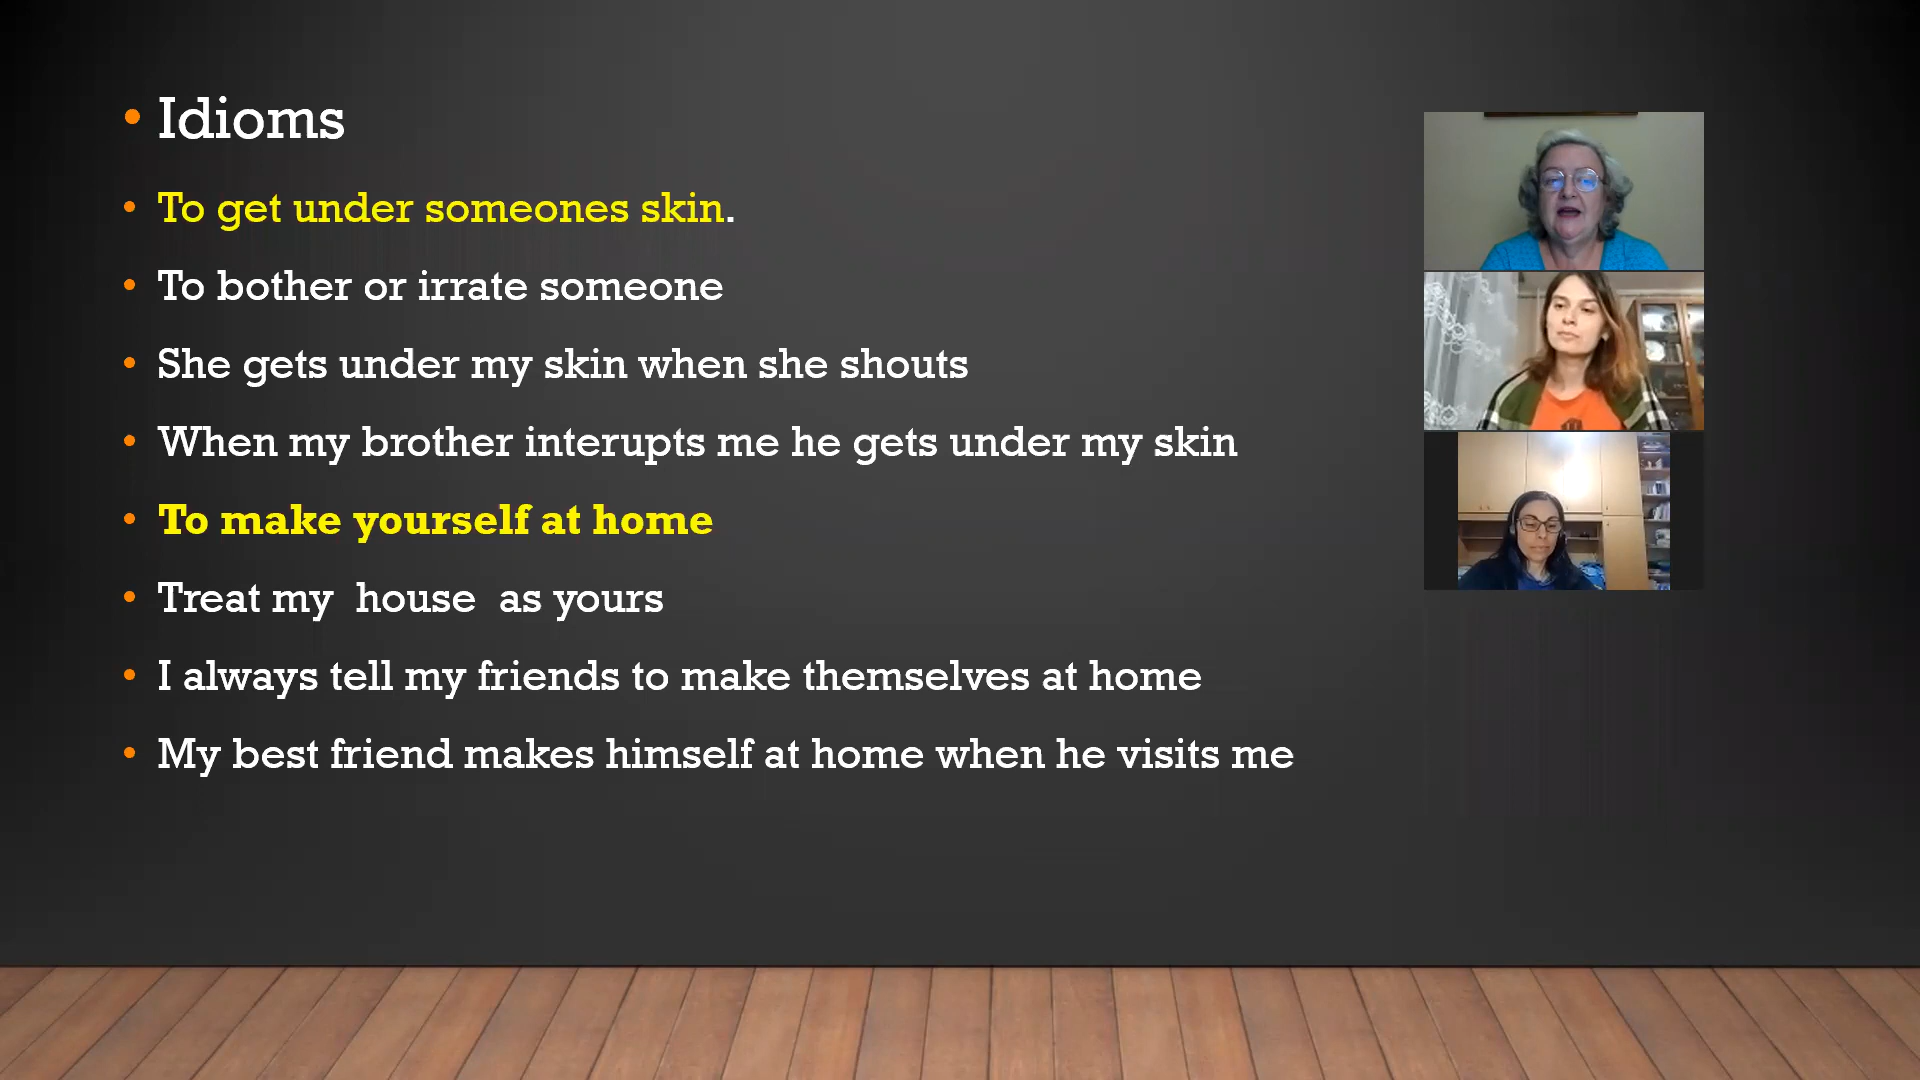 Idioms
To get under someones skin.
To bother or irrate someone
She gets under my skin when she shouts
When my brother interupts me he gets under my skin
To make yourself at home
Treat my house as yours
I always tell my friends to make themselves at home
My best friend makes himself at home when he visits me